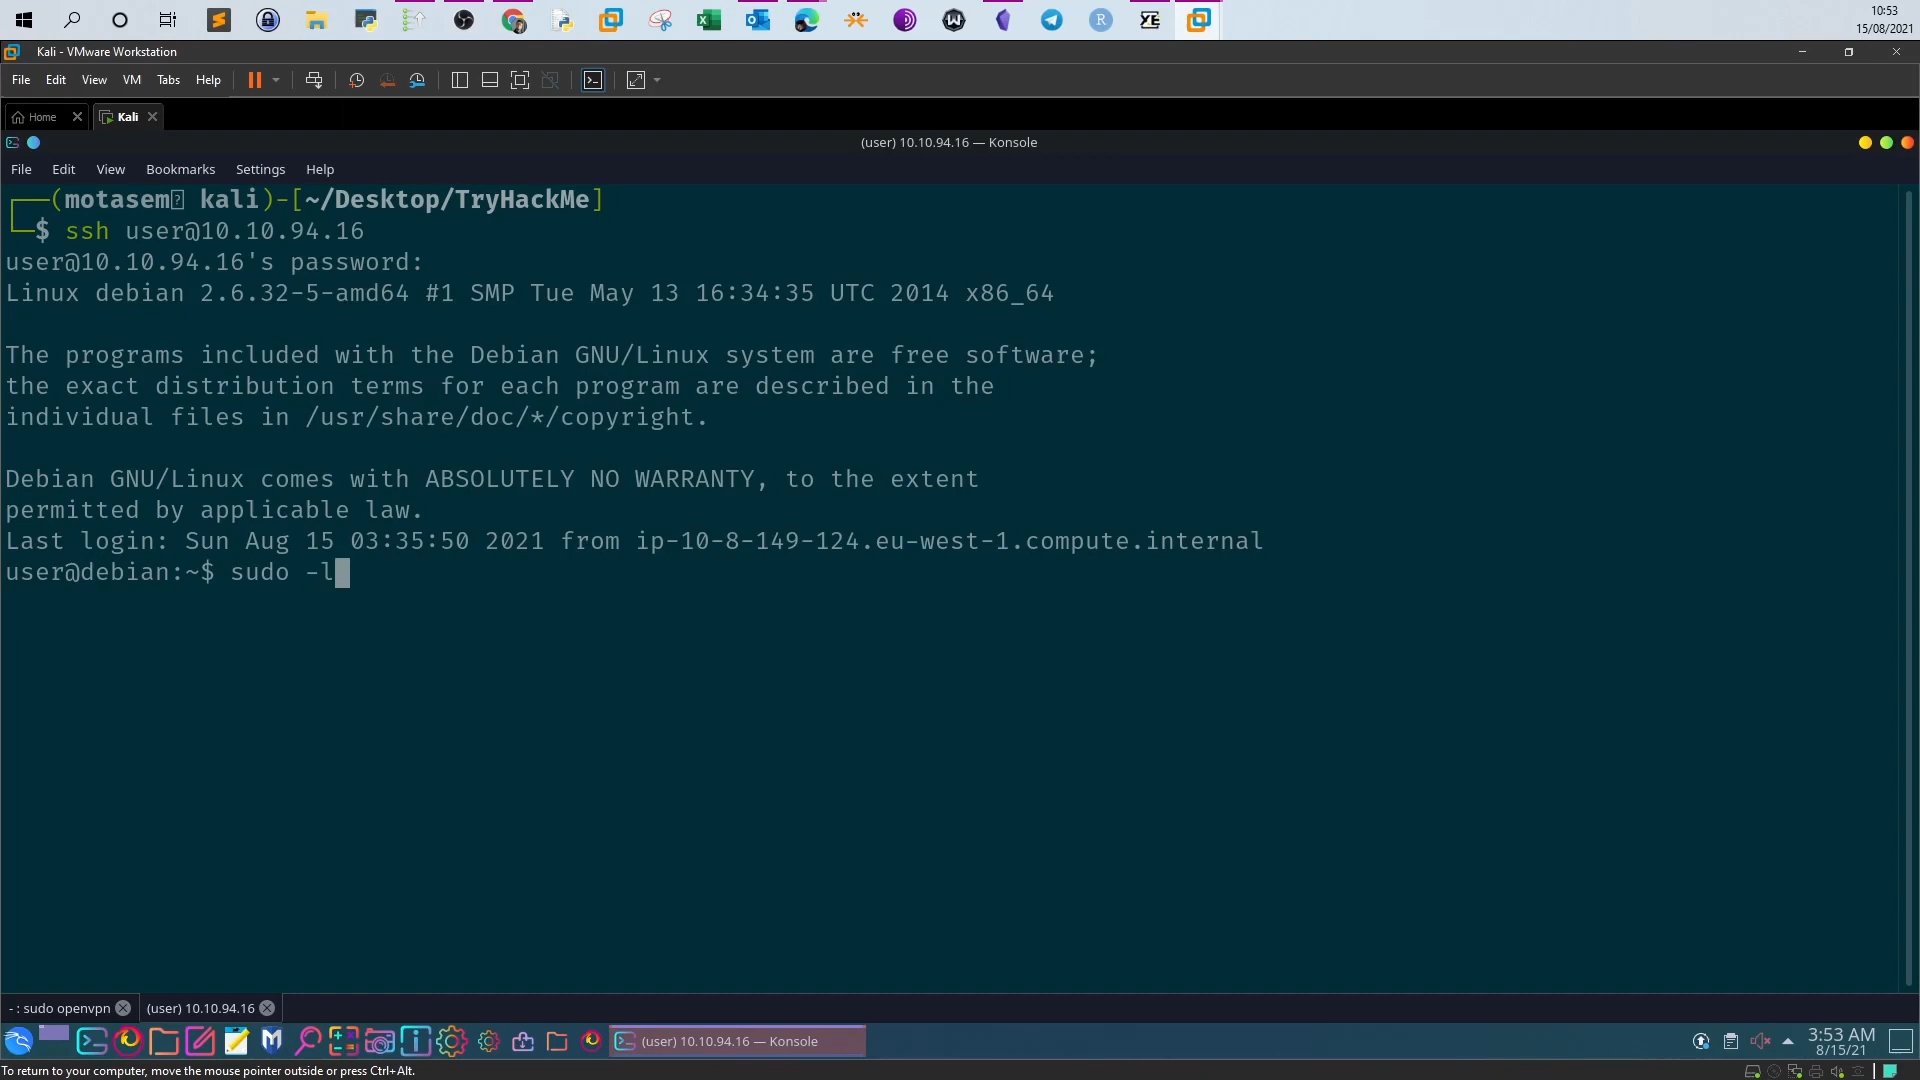 10:53
15/08/2021
Kali - VMware Workstation
File Edit View VM Tabs Help
Home Kali
(user) 10.10.94.16 — Konsole
File Edit View Bookmarks Settings Help
(motasem kali)-[~/Desktop/TryHackMe]
$ ssh user@10.10.94.16
user@10.10.94.16's password:
Linux debian 2.6.32-5-amd64 #1 SMP Tue May 13 16:34:35 UTC 2014 x86_64
The programs included with the Debian GNU/Linux system are free software;
the exact distribution terms for each program are described in the
individual files in /usr/share/doc/*/copyright.
Debian GNU/Linux comes with ABSOLUTELY NO WARRANTY, to the extent
permitted by applicable law.
Last login: Sun Aug 15 03:35:50 2021 from ip-10-8-149-124.eu-west-1.compute.internal
user@debian:~$ sudo -l
- : sudo openvpn (user) 10.10.94.16
(user) 10.10.94.16 — Konsole
3:53 AM
8/15/21
To return to your computer, move the mouse pointer outside or press Ctrl+Alt.